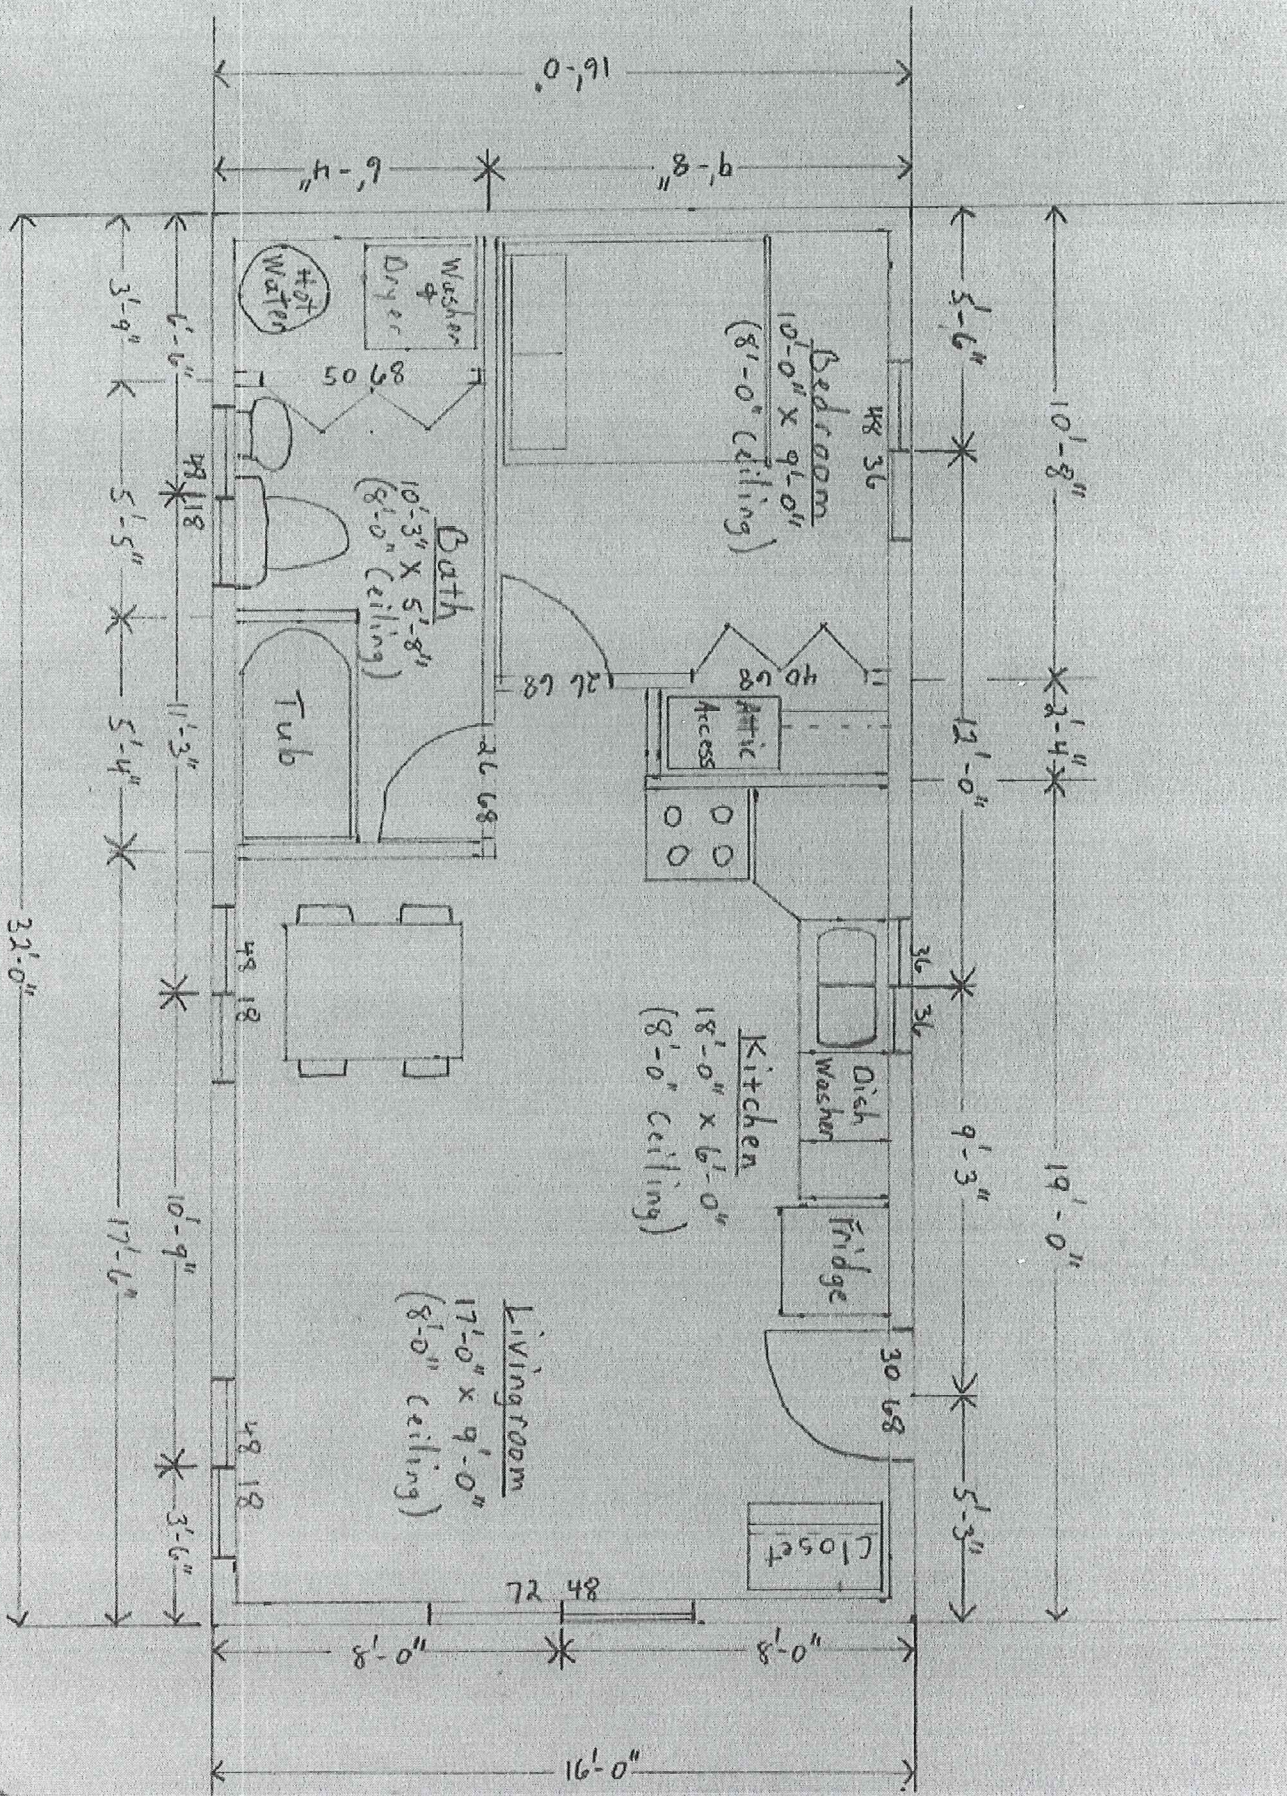 10'-8"
2'-4"
19'-0"
5'-6"
12'-0"
9'-3"
5'-3"
16'-0"
9'-8"
6'-4"
48 36
36 36
30 68
Bedroom
10'-0" X 9'-0"
(8'-0" Ceiling)
40 68
26 68
Attic
Access
Dish
Washer
Fridge
Closet
Kitchen
18'-0" x 6'-0"
(8'-0" Ceiling)
8'-0"
8'-0"
16'-0"
72 48
Washer
&
Dryer
Hot
Water
50 68
Bath
10'-3" X 5'-8"
(8'-0" Ceiling)
26 68
Tub
Livingroom
17'-0" x 9'-0"
(8'-0" Ceiling)
48 18
48 18
48 18
6'-6"
11'-3"
10'-9"
3'-6"
3'-9"
5'-5"
5'-4"
17'-6"
32'-0"